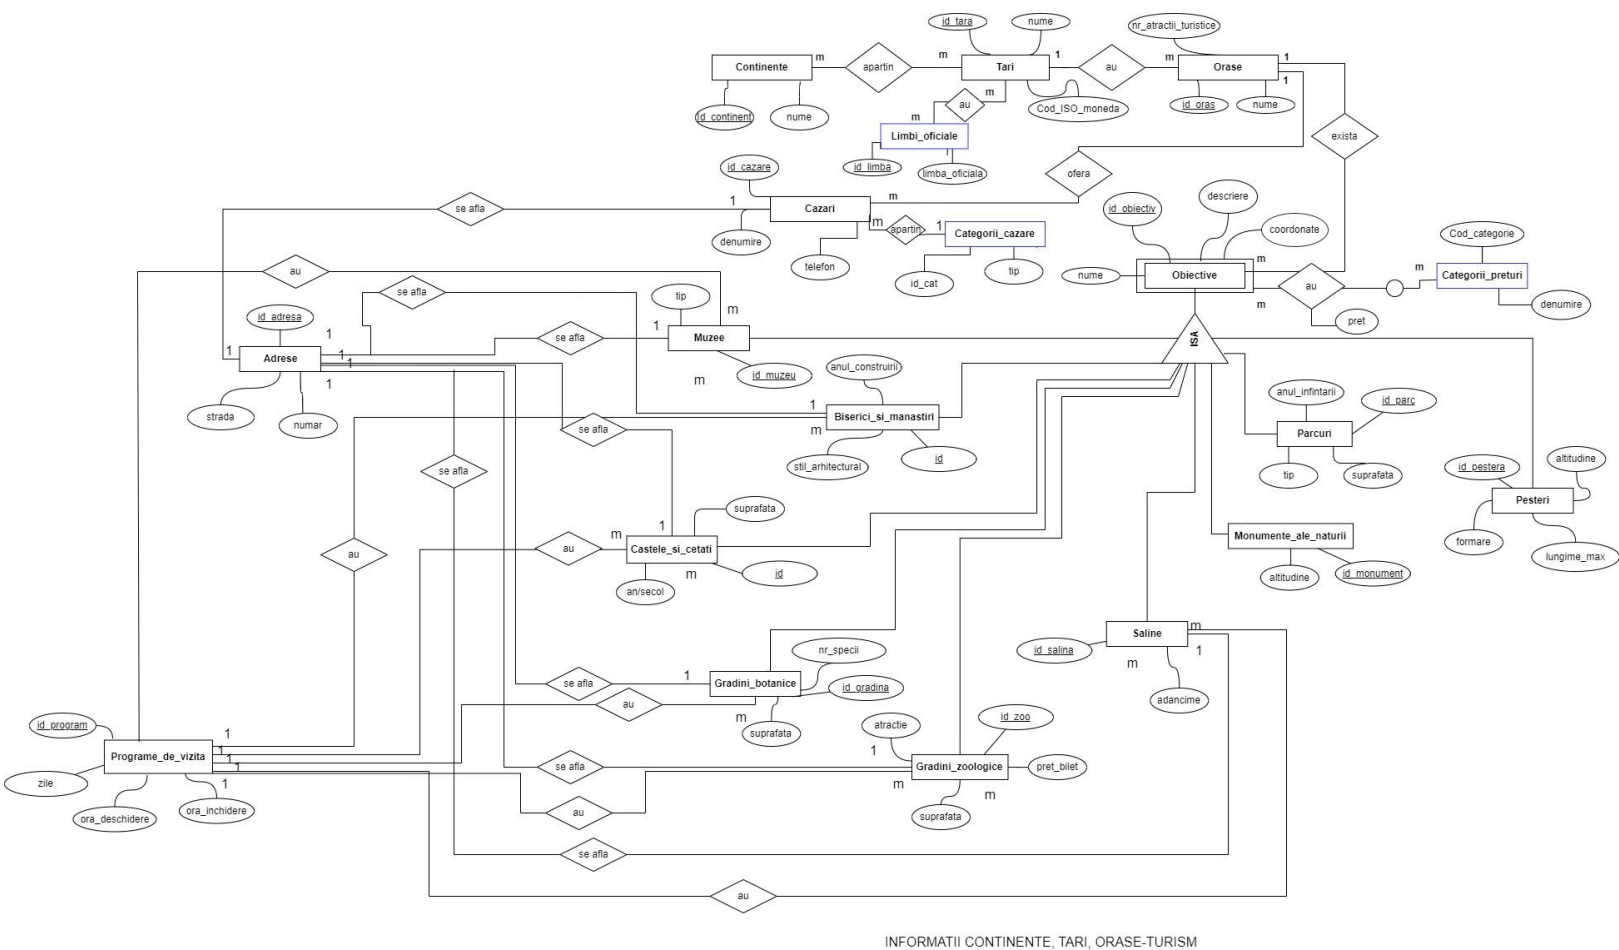 id_tara
nume
nr_atractii_turistice
Continente
m
apartin
m
Tari
1
au
m
Orase
1
1
Id_continent
nume
au
m
Cod_ISO_moneda
id_oras
nume
m
Limbi_oficiale
exista
id_limba
limba_oficiala
id_cazare
ofera
se afla
1
Cazari
m
denumire
m
apartin
1
Categorii_cazare
telefon
id_cat
tip
id_obiectiv
descriere
coordonate
Cod_categorie
nume
Obiective
m
m
au
m
Categorii_preturi
pret
denumire
au
se afla
tip
m
id_adresa
1
1
Adrese
1
1
1
se afla
1
Muzee
ISA
id_muzeu
m
strada
numar
anul_construirii
1
Biserici_si_manastiri
m
se afla
stil_arhitectural
id
anul_infintarii
id_parc
Parcuri
tip
suprafata
altitudine
id_pestera
Pesteri
formare
lungime_max
se afla
suprafata
au
au
m
1
Castele_si_cetati
m
an/secol
id
Monumente_ale_naturii
altitudine
id_monument
Saline
m
1
m
id_salina
adancime
nr_specii
se afla
1
Gradini_botanice
id_gradina
au
m
suprafata
id_program
Programe_de_vizita
1
1
1
1
1
zile
ora_deschidere
ora_inchidere
atractie
id_zoo
1
se afla
Gradini_zoologice
pret_bilet
m
m
au
suprafata
se afla
au
INFORMATII CONTINENTE, TARI, ORASE-TURISM